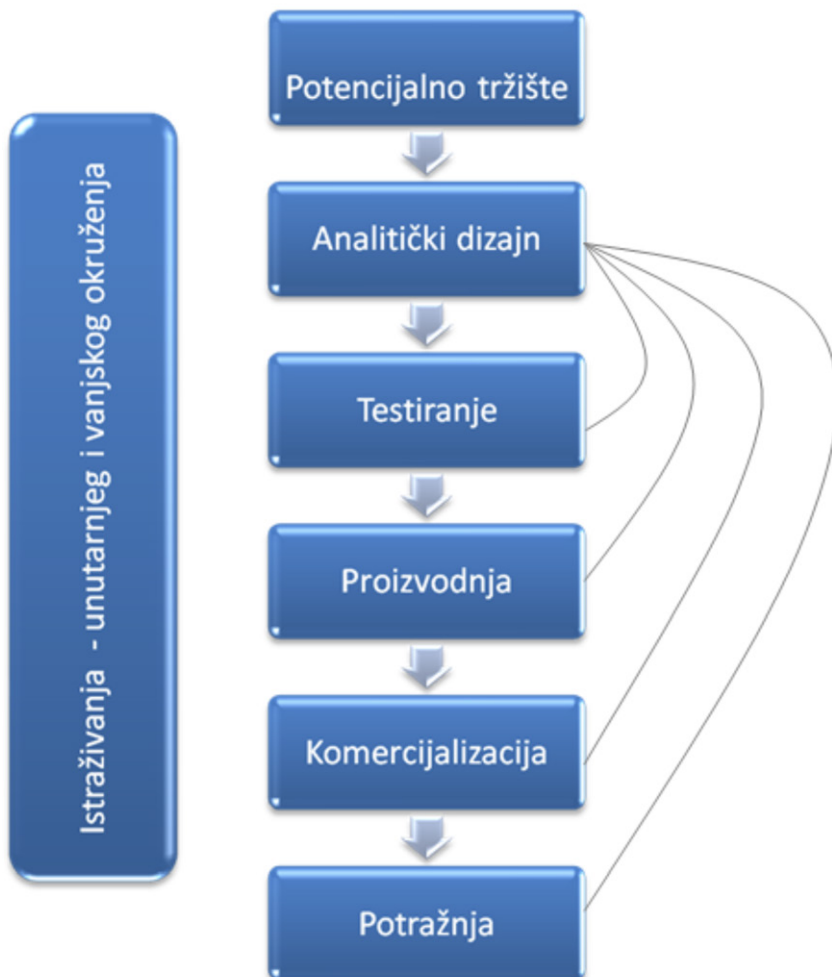 Potencijalno tržište
Istraživanja - unutarnjeg i vanjskog okruženja
Analitički dizajn
Testiranje
Proizvodnja
Komercijalizacija
Potražnja